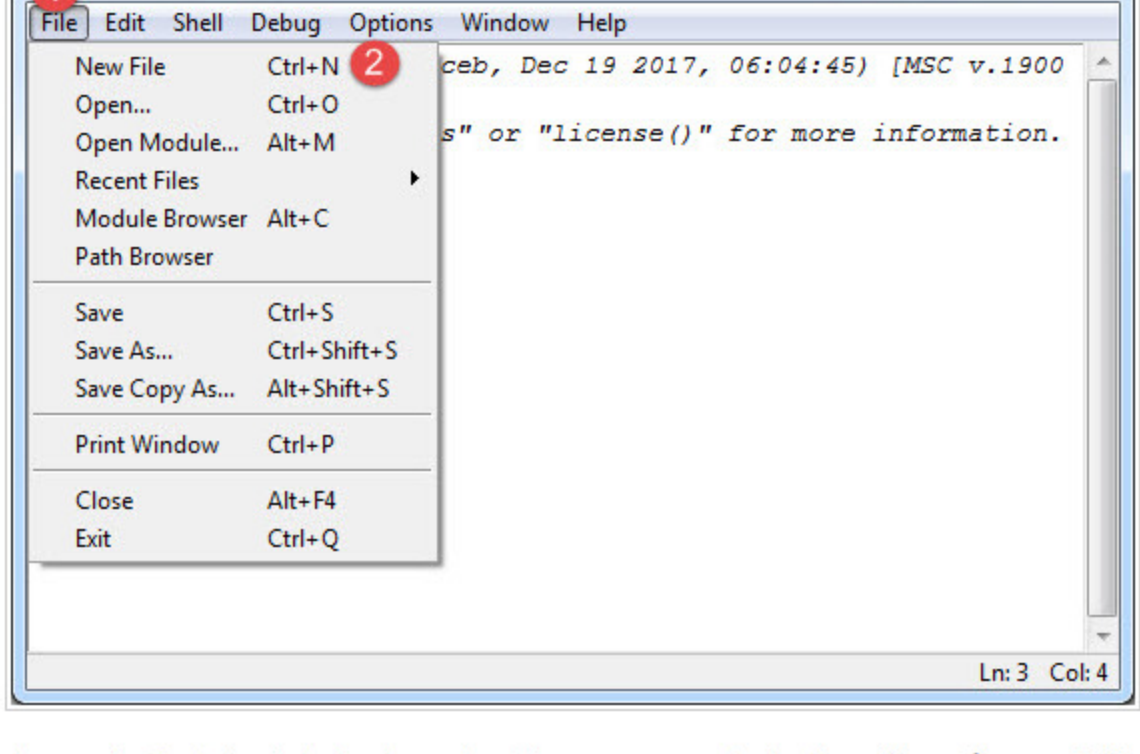 File Edit Shell Debug Options Window Help
New File Ctrl+N 2
ceb, Dec 19 2017, 06:04:45) [MSC v.1900
Open... Ctrl+O
Open Module... Alt+M
s" or "license()" for more information.
Recent Files
Module Browser Alt+C
Path Browser
Save Ctrl+S
Save As... Ctrl+Shift+S
Save Copy As... Alt+Shift+S
Print Window Ctrl+P
Close Alt+F4
Exit Ctrl+Q
Ln: 3 Col: 4